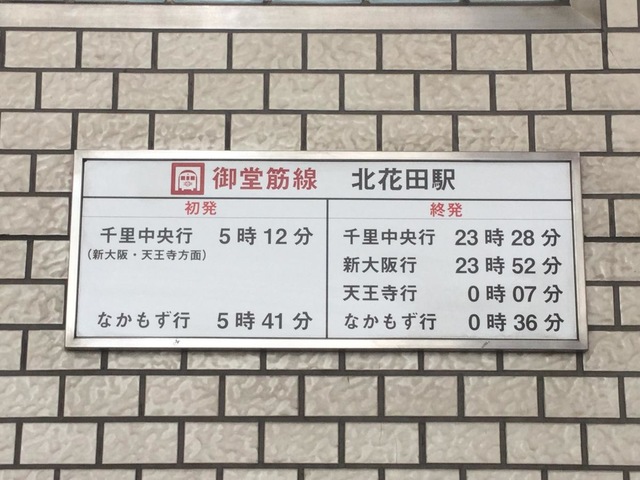 御堂筋線 北花田駅
初発
千里中央行 5時12分
(新大阪・天王寺方面)
なかもず行 5時41分
終発
千里中央行 23時28分
新大阪行 23時52分
天王寺行 0時07分
なかもず行 0時36分